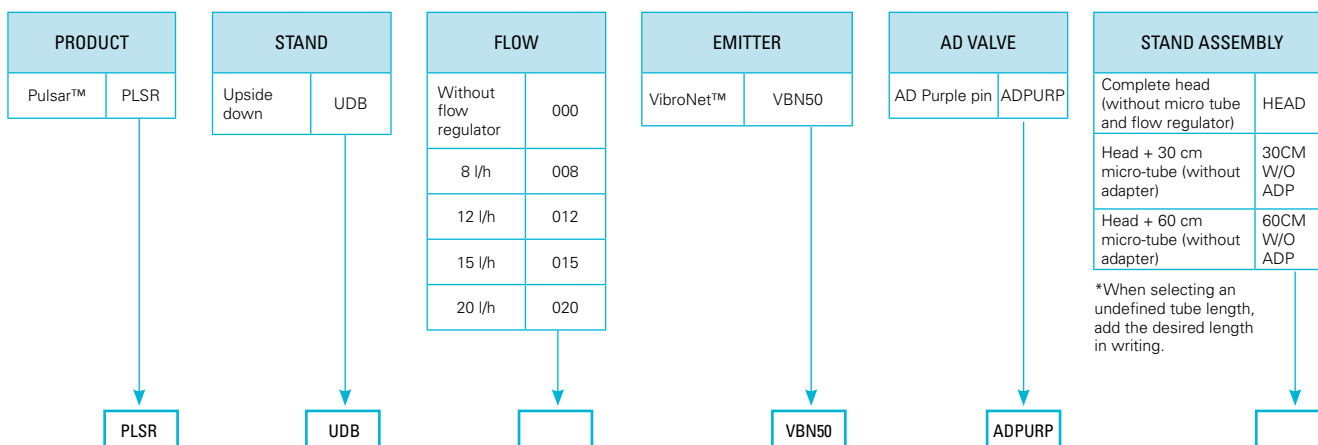 PRODUCT
Pulsar™ PLSR
STAND
Upside
down
UDB
FLOW
Without
flow
regulator
000
8 l/h 008
12 l/h 012
15 l/h 015
20 l/h 020
EMITTER
VibroNet™ VBN50
AD VALVE
AD Purple pin ADPURP
STAND ASSEMBLY
Complete head
(without micro tube
and flow regulator)
HEAD
Head + 30 cm
micro-tube (without
adapter)
30CM
W/O
ADP
Head + 60 cm
micro-tube (without
adapter)
60CM
W/O
ADP
*When selecting an
undefined tube length,
add the desired length
in writing.
PLSR UDB VBN50 ADPURP